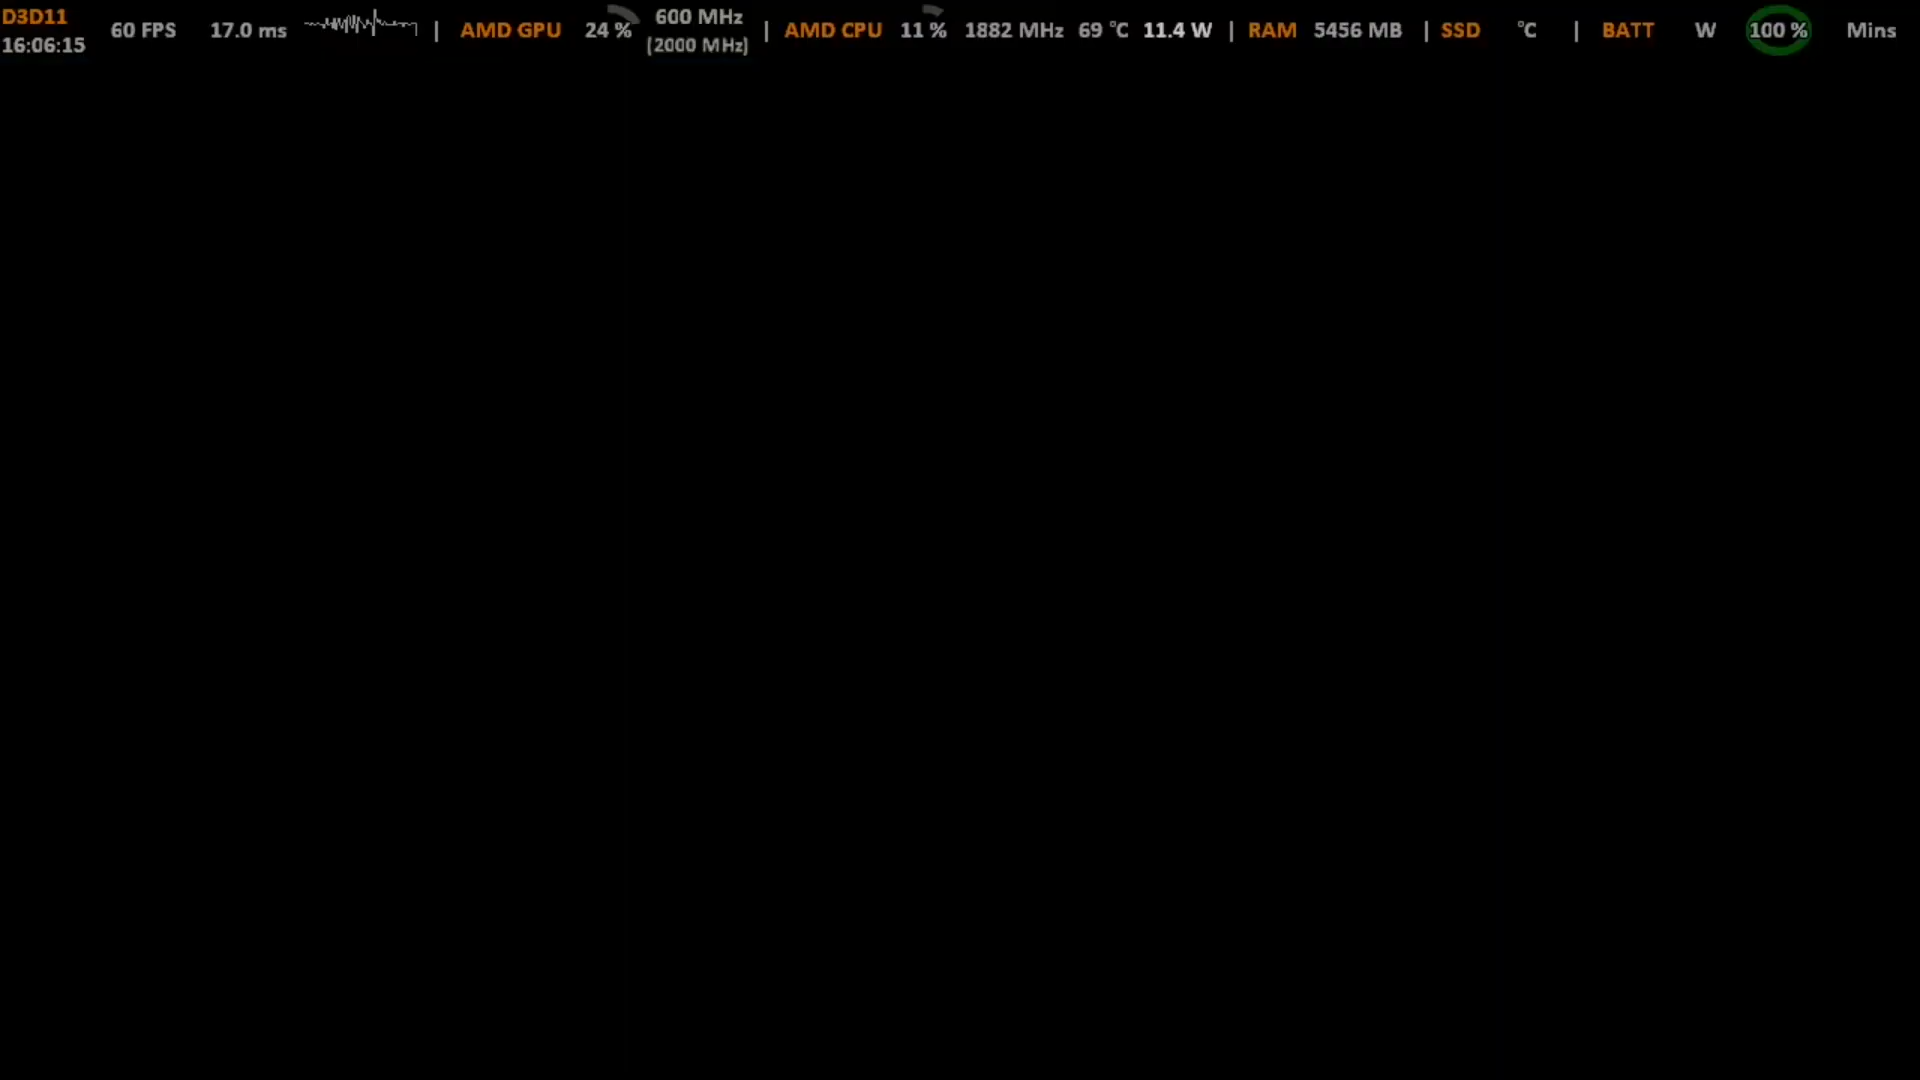 D3D11 60 FPS 17.0 ms | AMD GPU 24 % 600 MHz | AMD CPU 11 % 1882 MHz 69 °C 11.4 W | RAM 5456 MB | SSD °C | BATT W 100 % Mins
16:06:15 (2000 MHz)